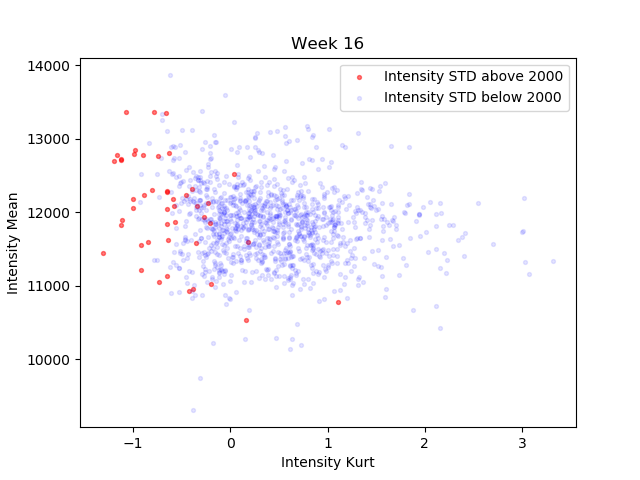 Week 16
Intensity STD above 2000
Intensity STD below 2000
14000
13000
12000
11000
10000
Intensity Mean
−1
0
1
2
3
Intensity Kurt